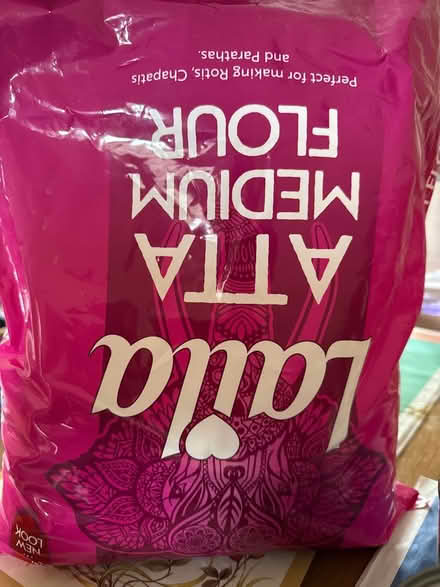 Laila
ATTA
MEDIUM
FLOUR
Perfect for making Rotis, Chapatis
and Parathas.
NEW
LOOK